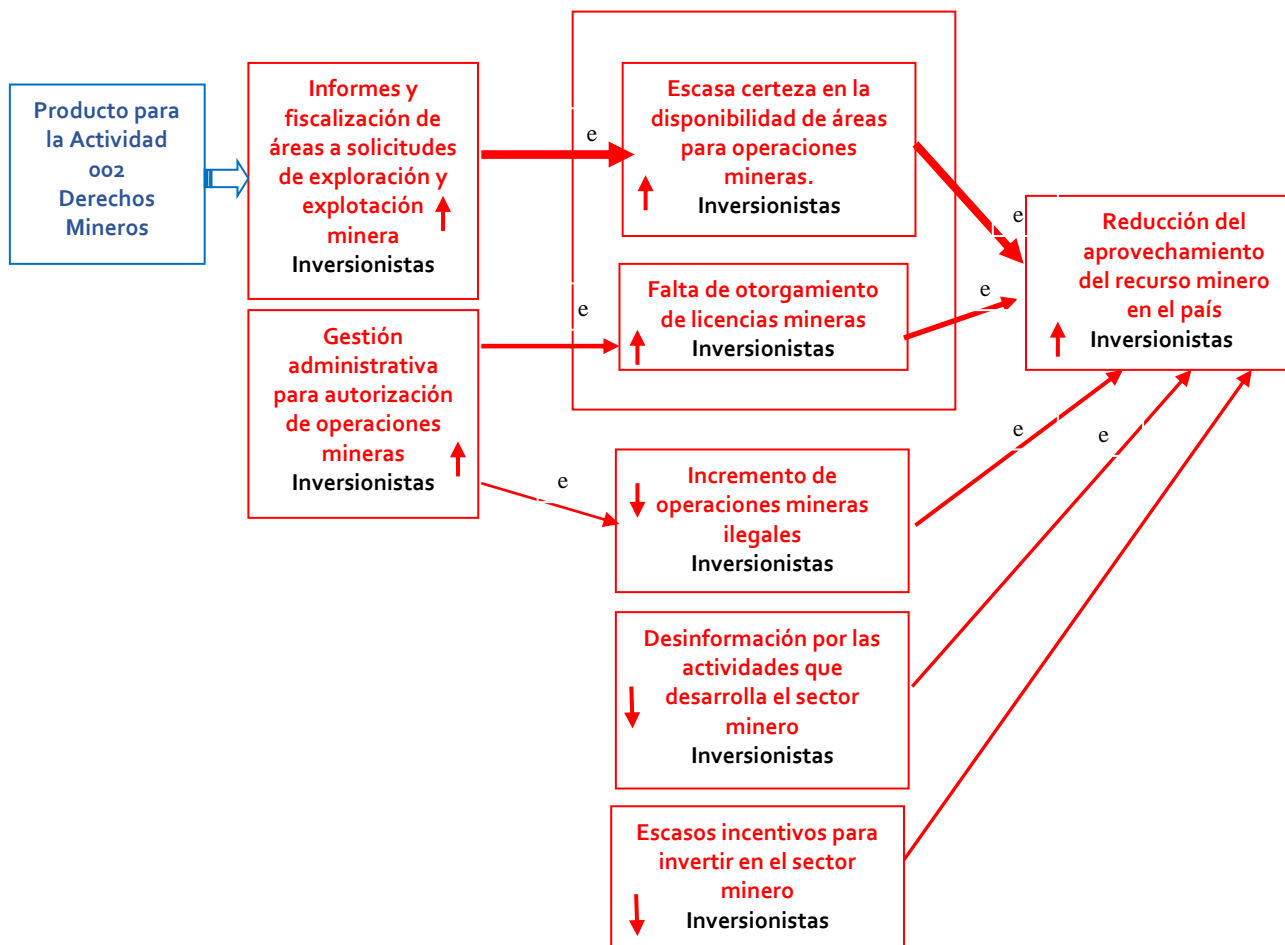 Producto para
la Actividad
002
Derechos
Mineros
Informes y
fiscalización de
áreas a solicitudes
de exploración y
explotación
minera
Inversionistas
Gestión
administrativa
para autorización
de operaciones
mineras
Inversionistas
e
e
e
Escasa certeza en la
disponibilidad de áreas
para operaciones
mineras.
Inversionistas
Falta de otorgamiento
de licencias mineras
Inversionistas
Incremento de
operaciones mineras
ilegales
Inversionistas
Desinformación por las
actividades que
desarrolla el sector
minero
Inversionistas
Escasos incentivos para
invertir en el sector
minero
Inversionistas
e
e
e
e
Reducción del
aprovechamiento
del recurso minero
en el país
Inversionistas